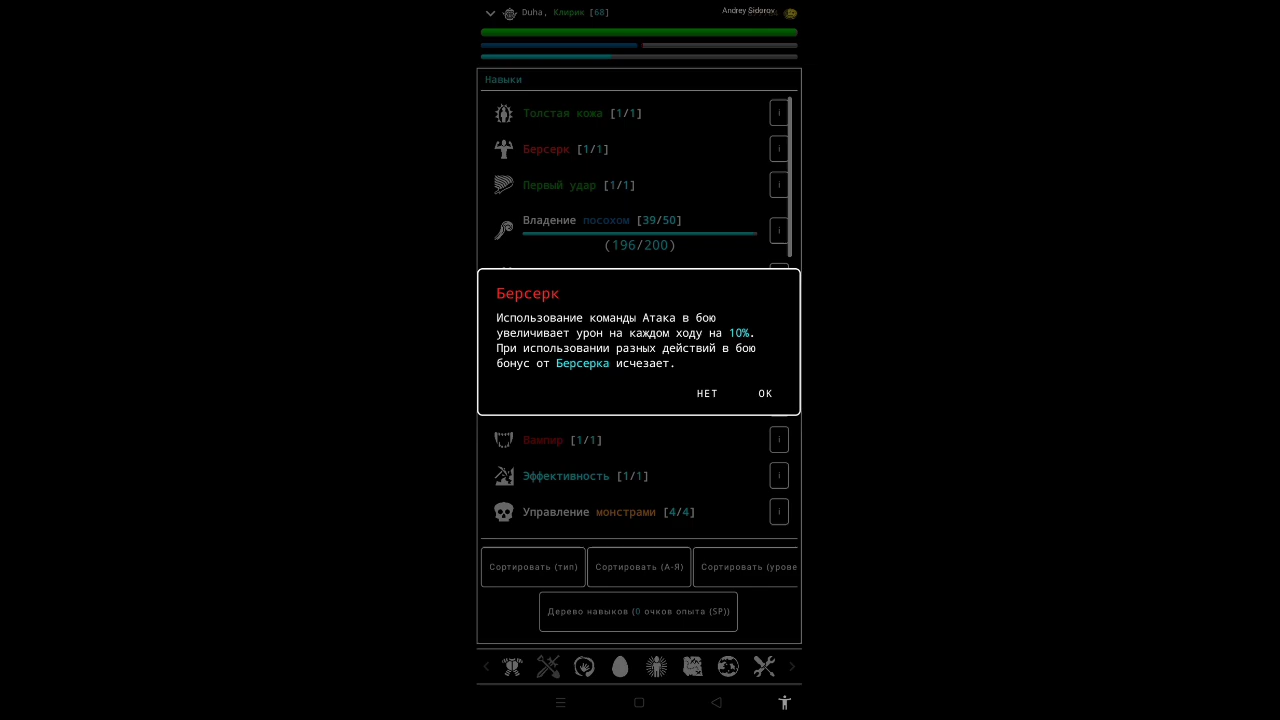 Duha, Клирик [68]
Andrey Sidorov
Навыки
Толстая кожа [1/1]
i
Берсерк [1/1]
i
Первый удар [1/1]
i
Владение посохом [39/50]
i
(196/200)
Берсерк
Использование команды Атака в бою
увеличивает урон на каждом ходу на 10%.
При использовании разных действий в бою
бонус от Берсерка исчезает.
НЕТ
OK
Вампир [1/1]
i
Эффективность [1/1]
i
Управление монстрами [4/4]
i
Сортировать (тип)
Сортировать (А-Я)
Сортировать (урове
Дерево навыков (0 очков опыта (SP))